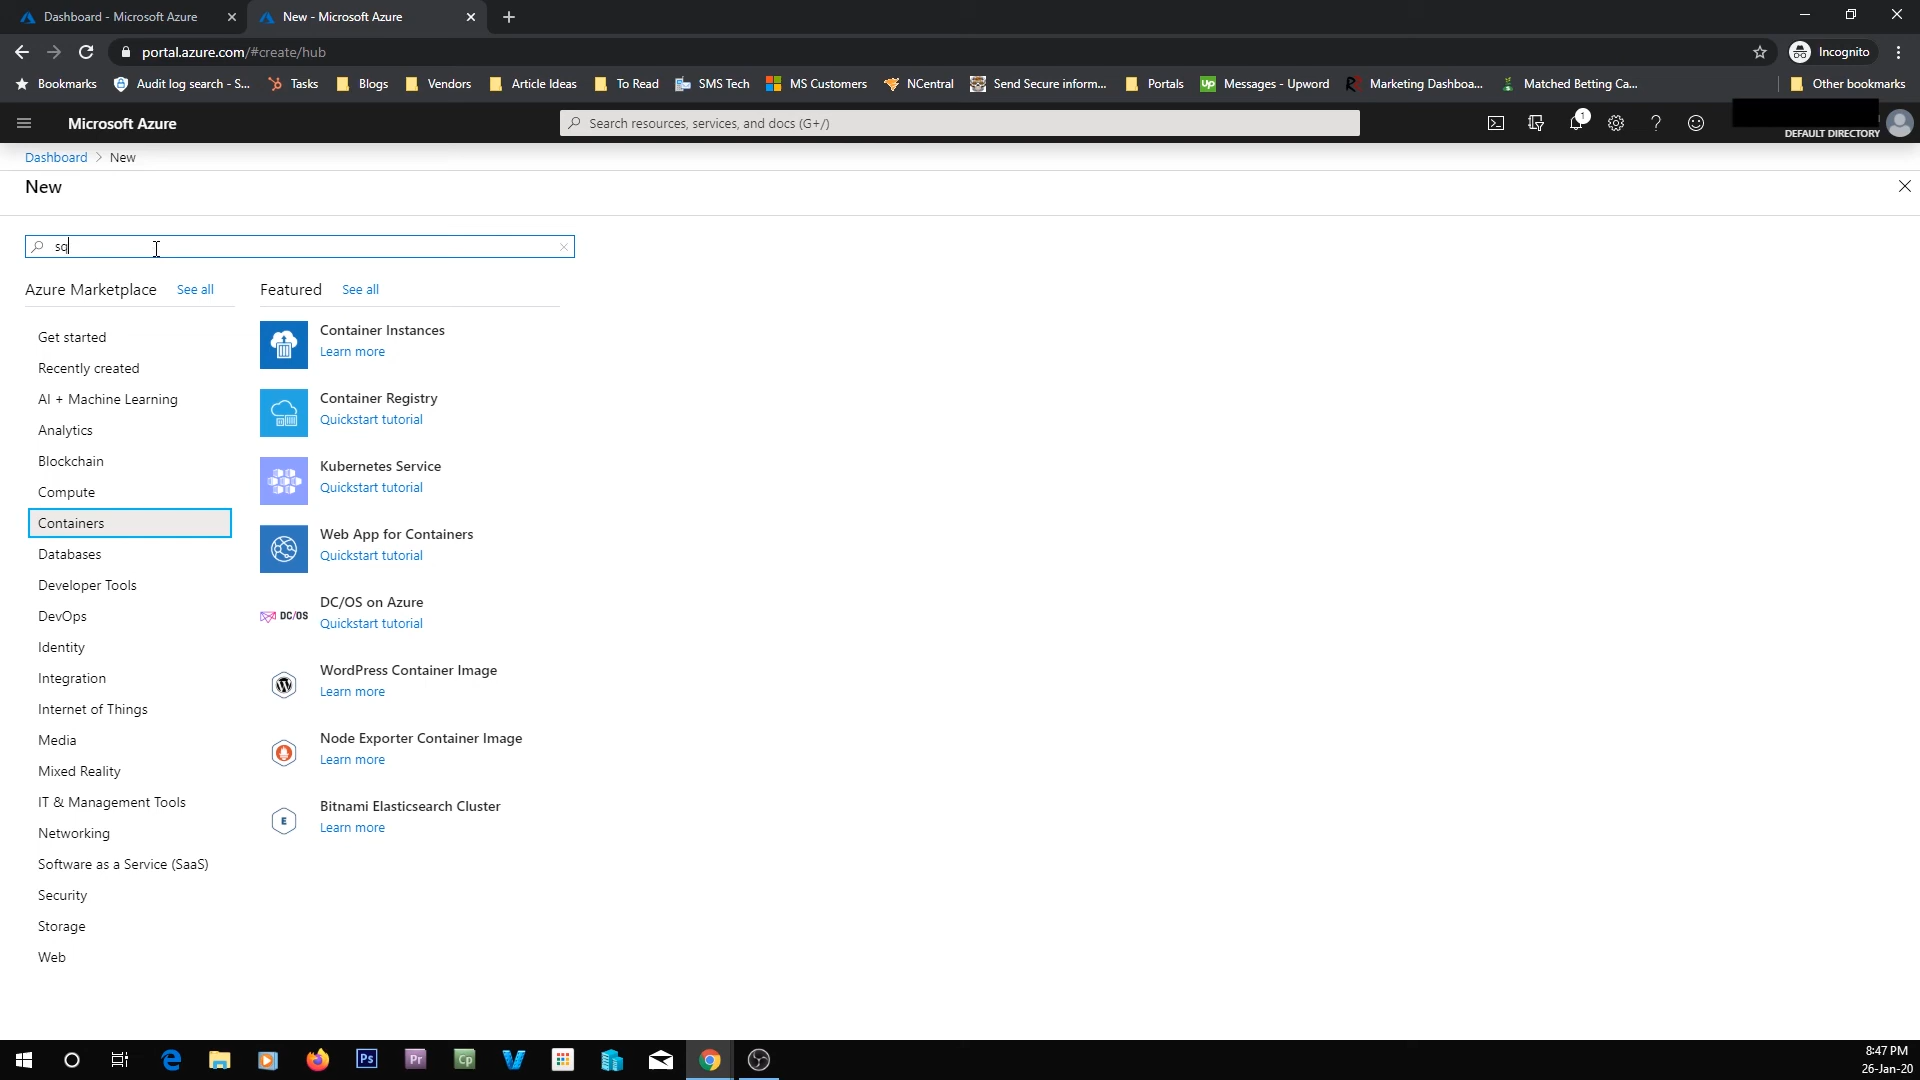 Dashboard - Microsoft Azure
New - Microsoft Azure
portal.azure.com/#create/hub
Incognito
Bookmarks
Audit log search - S...
Tasks
Blogs
Vendors
Article Ideas
To Read
SMS Tech
MS Customers
NCentral
Send Secure inform...
Portals
Up
Messages - Upword
Marketing Dashboa...
Matched Betting Ca...
Other bookmarks
Microsoft Azure
Search resources, services, and docs (G+/)
1
DEFAULT DIRECTORY
Dashboard > New
New
sq
Azure Marketplace See all
Get started
Recently created
AI + Machine Learning
Analytics
Blockchain
Compute
Containers
Databases
Developer Tools
DevOps
Identity
Integration
Internet of Things
Media
Mixed Reality
IT & Management Tools
Networking
Software as a Service (SaaS)
Security
Storage
Web
Featured See all
Container Instances
Learn more
Container Registry
Quickstart tutorial
Kubernetes Service
Quickstart tutorial
Web App for Containers
Quickstart tutorial
DC/OS
DC/OS on Azure
Quickstart tutorial
WordPress Container Image
Learn more
Node Exporter Container Image
Learn more
E
Bitnami Elasticsearch Cluster
Learn more
Ps
Pr
Cp
8:47 PM
26-Jan-20